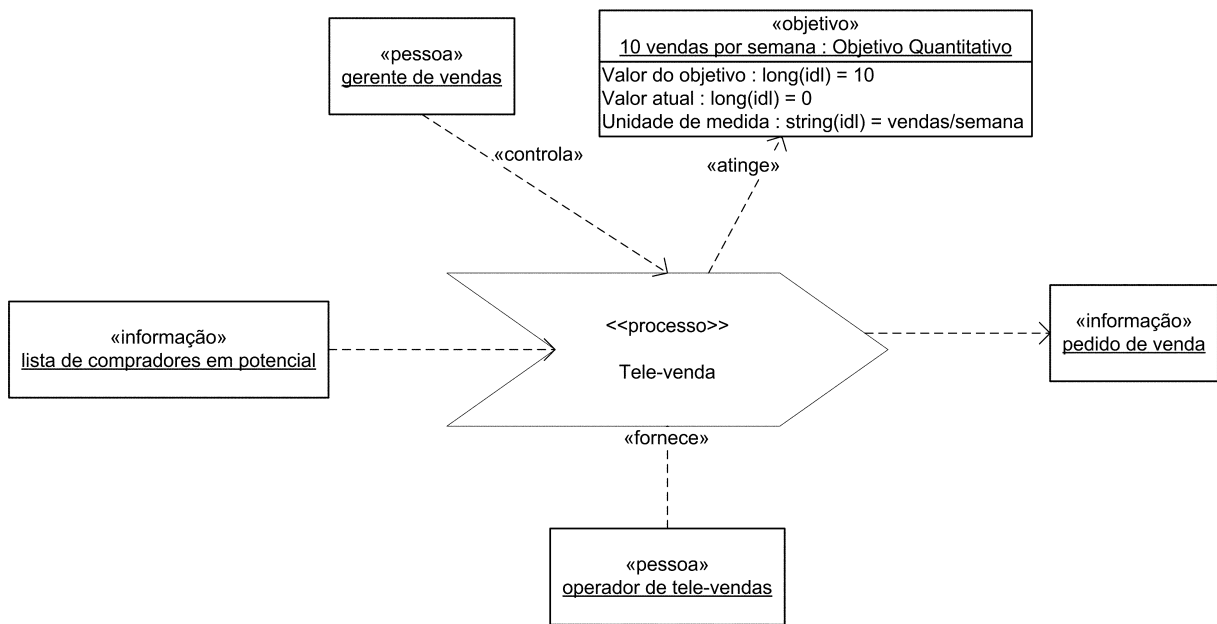 «pessoa»
gerente de vendas
«objetivo»
10 vendas por semana : Objetivo Quantitativo
Valor do objetivo : long(idl) = 10
Valor atual : long(idl) = 0
Unidade de medida : string(idl) = vendas/semana
«controla»
«atinge»
«informação»
lista de compradores em potencial
<<processo>>
Tele-venda
«informação»
pedido de venda
«fornece»
«pessoa»
operador de tele-vendas